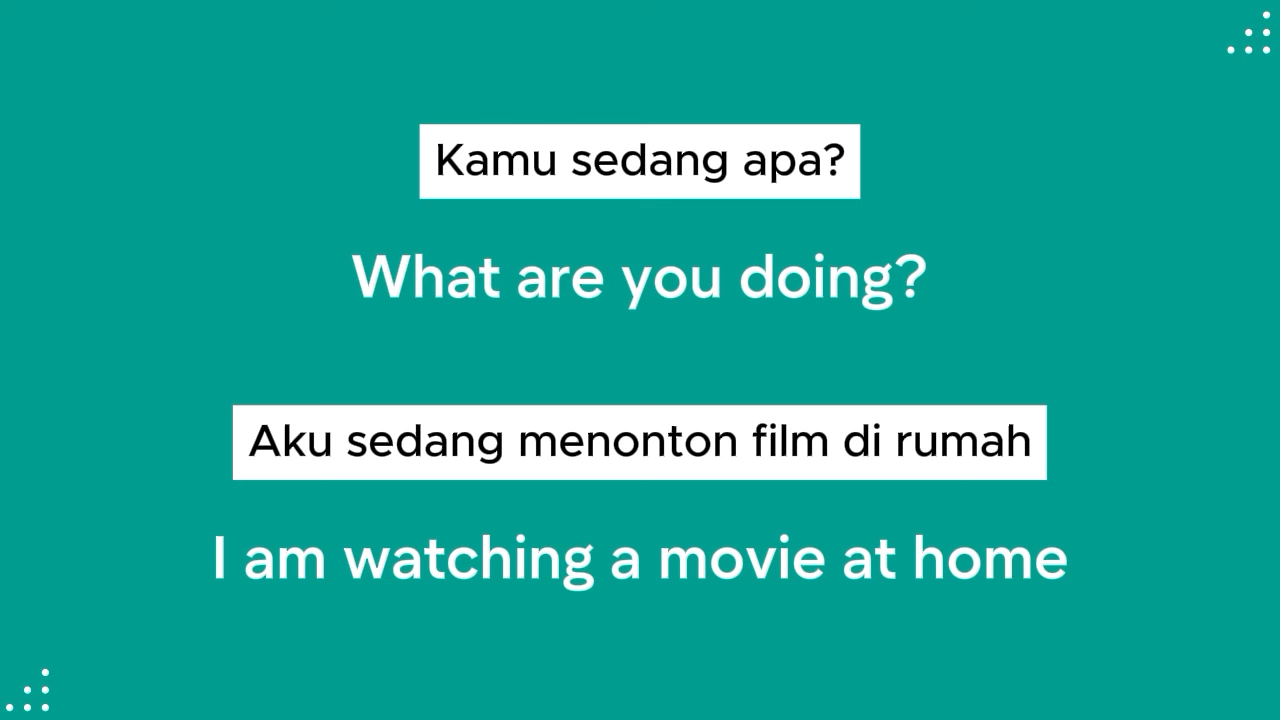 Kamu sedang apa?
What are you doing?
Aku sedang menonton film di rumah
I am watching a movie at home